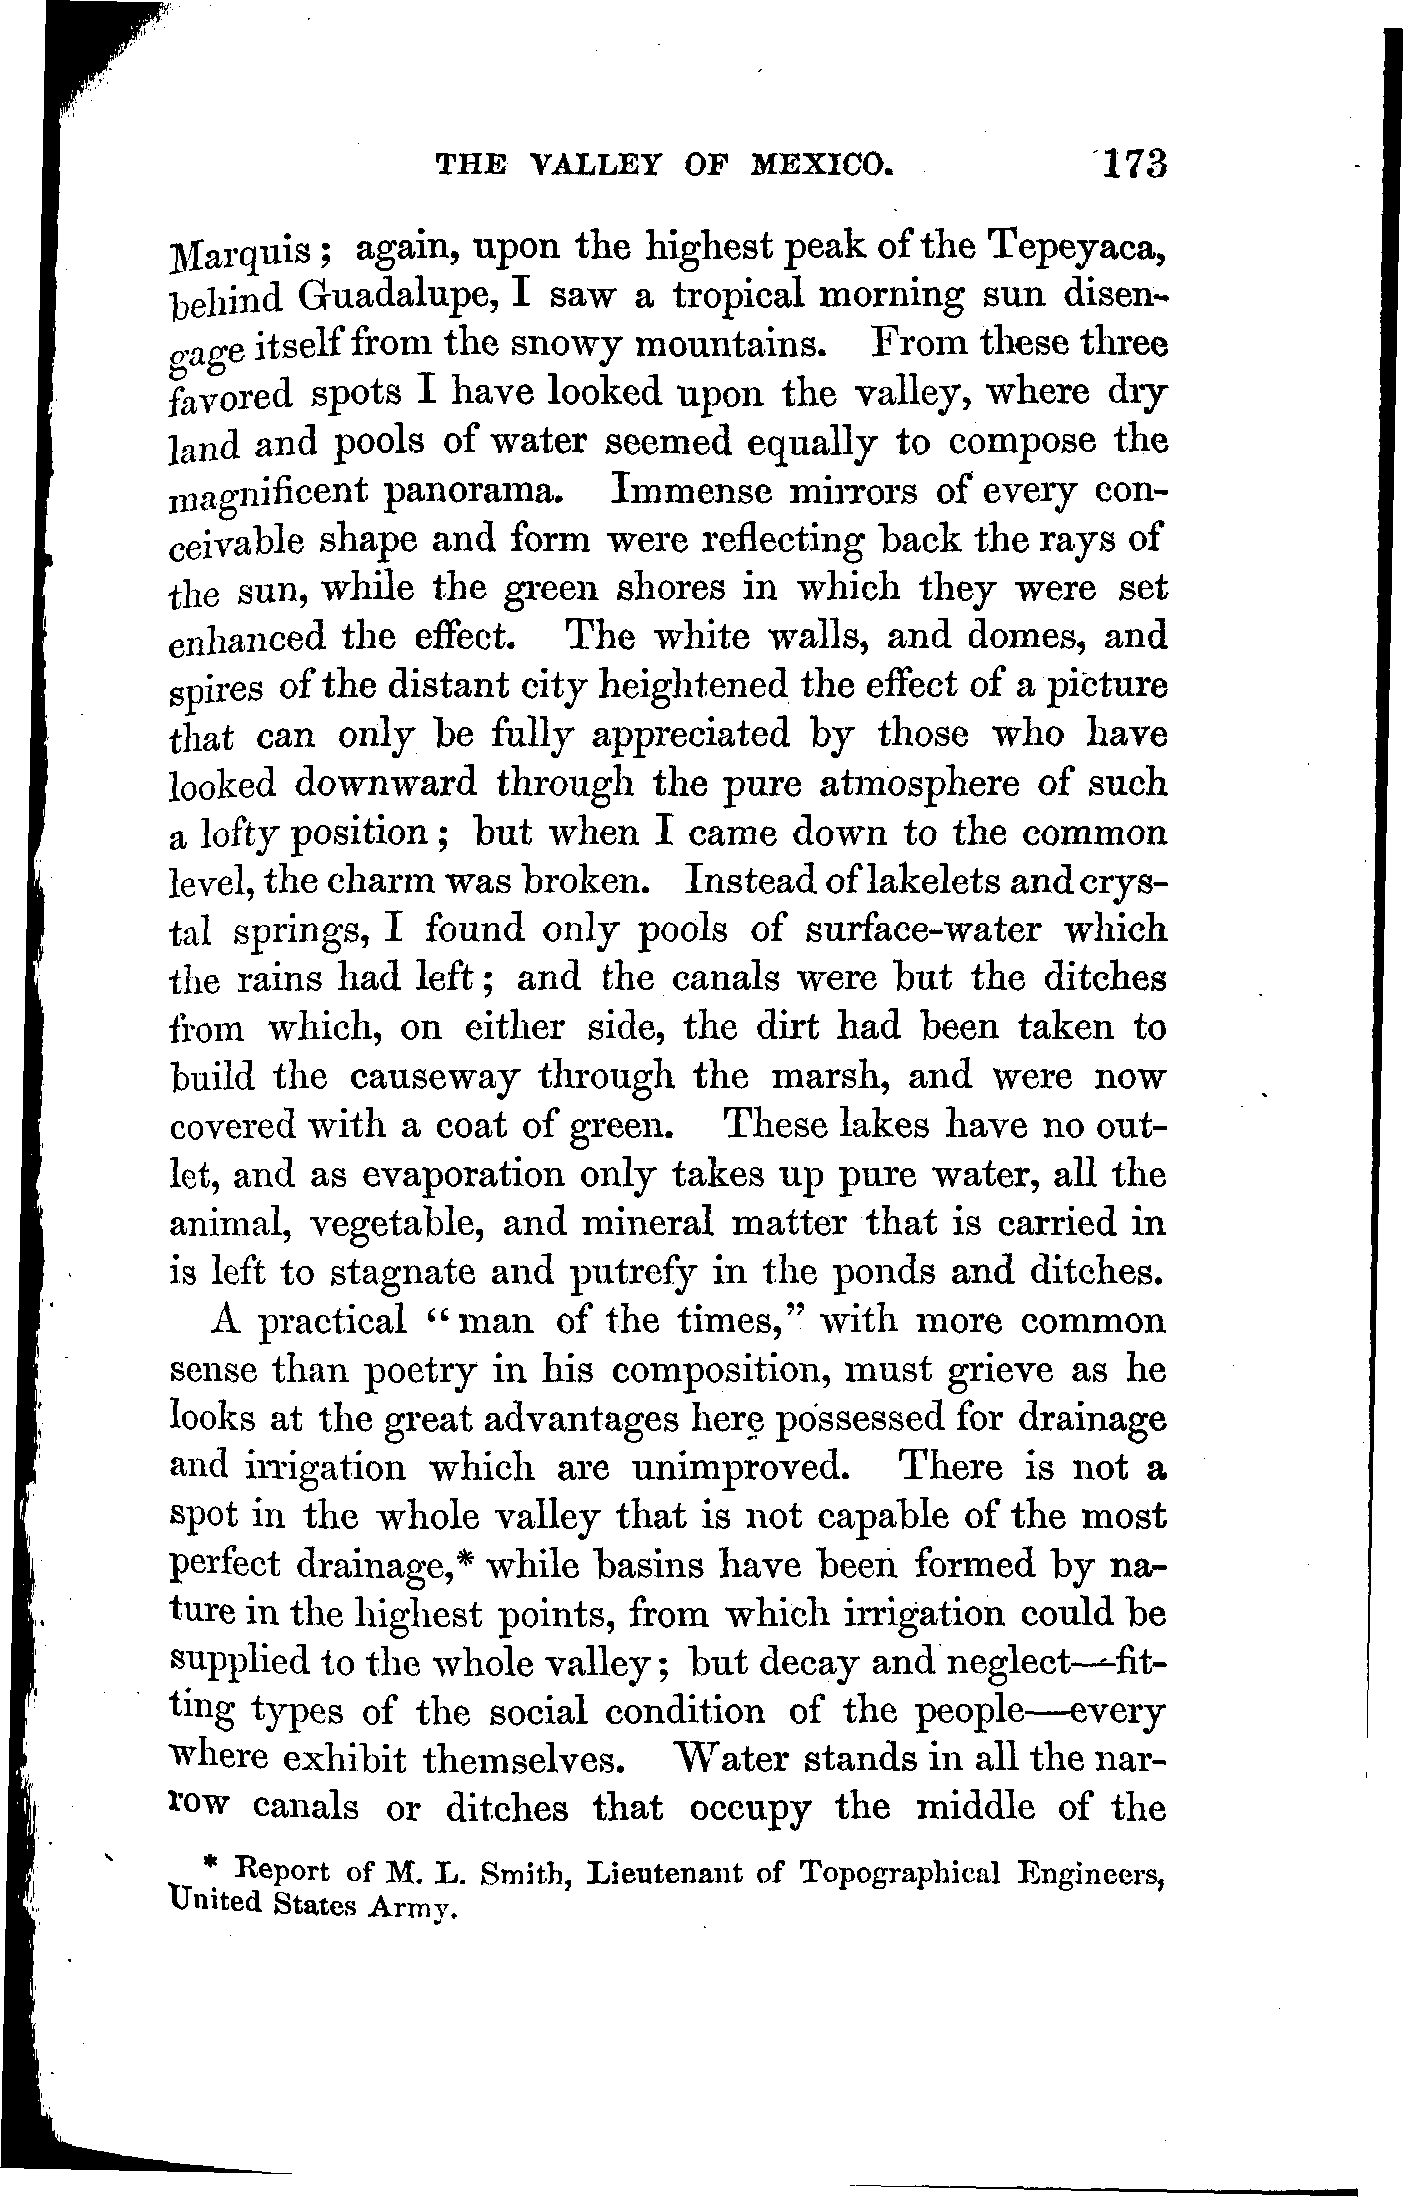 THE VALLEY OF MEXICO. 173
Marquis; again, upon the highest peak of the Tepeyaca,
behind Guadalupe, I saw a tropical morning sun disen-
gage itself from the snowy mountains. From these three
favored spots I have looked upon the valley, where dry
land and pools of water seemed equally to compose the
magnificent panorama. Immense mirrors of every con-
ceivable shape and form were reflecting back the rays of
the sun, while the green shores in which they were set
enhanced the effect. The white walls, and domes, and
spires of the distant city heightened the effect of a picture
that can only be fully appreciated by those who have
looked downward through the pure atmosphere of such
a lofty position; but when I came down to the common
level, the charm was broken. Instead of lakelets and crys-
tal springs, I found only pools of surface-water which
the rains had left; and the canals were but the ditches
from which, on either side, the dirt had been taken to
build the causeway through the marsh, and were now
covered with a coat of green. These lakes have no out-
let, and as evaporation only takes up pure water, all the
animal, vegetable, and mineral matter that is carried in
is left to stagnate and putrefy in the ponds and ditches.
A practical "man of the times," with more common
sense than poetry in his composition, must grieve as he
looks at the great advantages here possessed for drainage
and irrigation which are unimproved. There is not a
spot in the whole valley that is not capable of the most
perfect drainage,* while basins have been formed by na-
ture in the highest points, from which irrigation could be
supplied to the whole valley; but decay and neglect—fit-
ting types of the social condition of the people—every
where exhibit themselves. Water stands in all the nar-
row canals or ditches that occupy the middle of the
* Report of M. L. Smith, Lieutenant of Topographical Engineers,
United States Army.